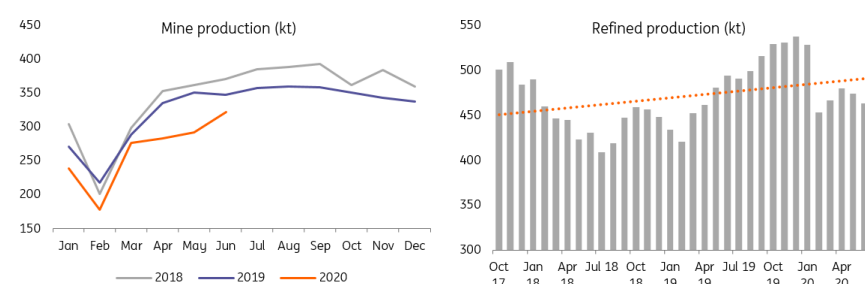 Mine production (kt)
450
400
350
300
250
200
150
Jan Feb Mar Apr May Jun Jul Aug Sep Oct Nov Dec
2018 2019 2020
Refined production (kt)
550
500
450
400
350
300
Oct Jan Apr Jul 18 Oct Jan Apr Jul 19 Oct Jan Apr
17 18 18 18 19 19 19 20 20